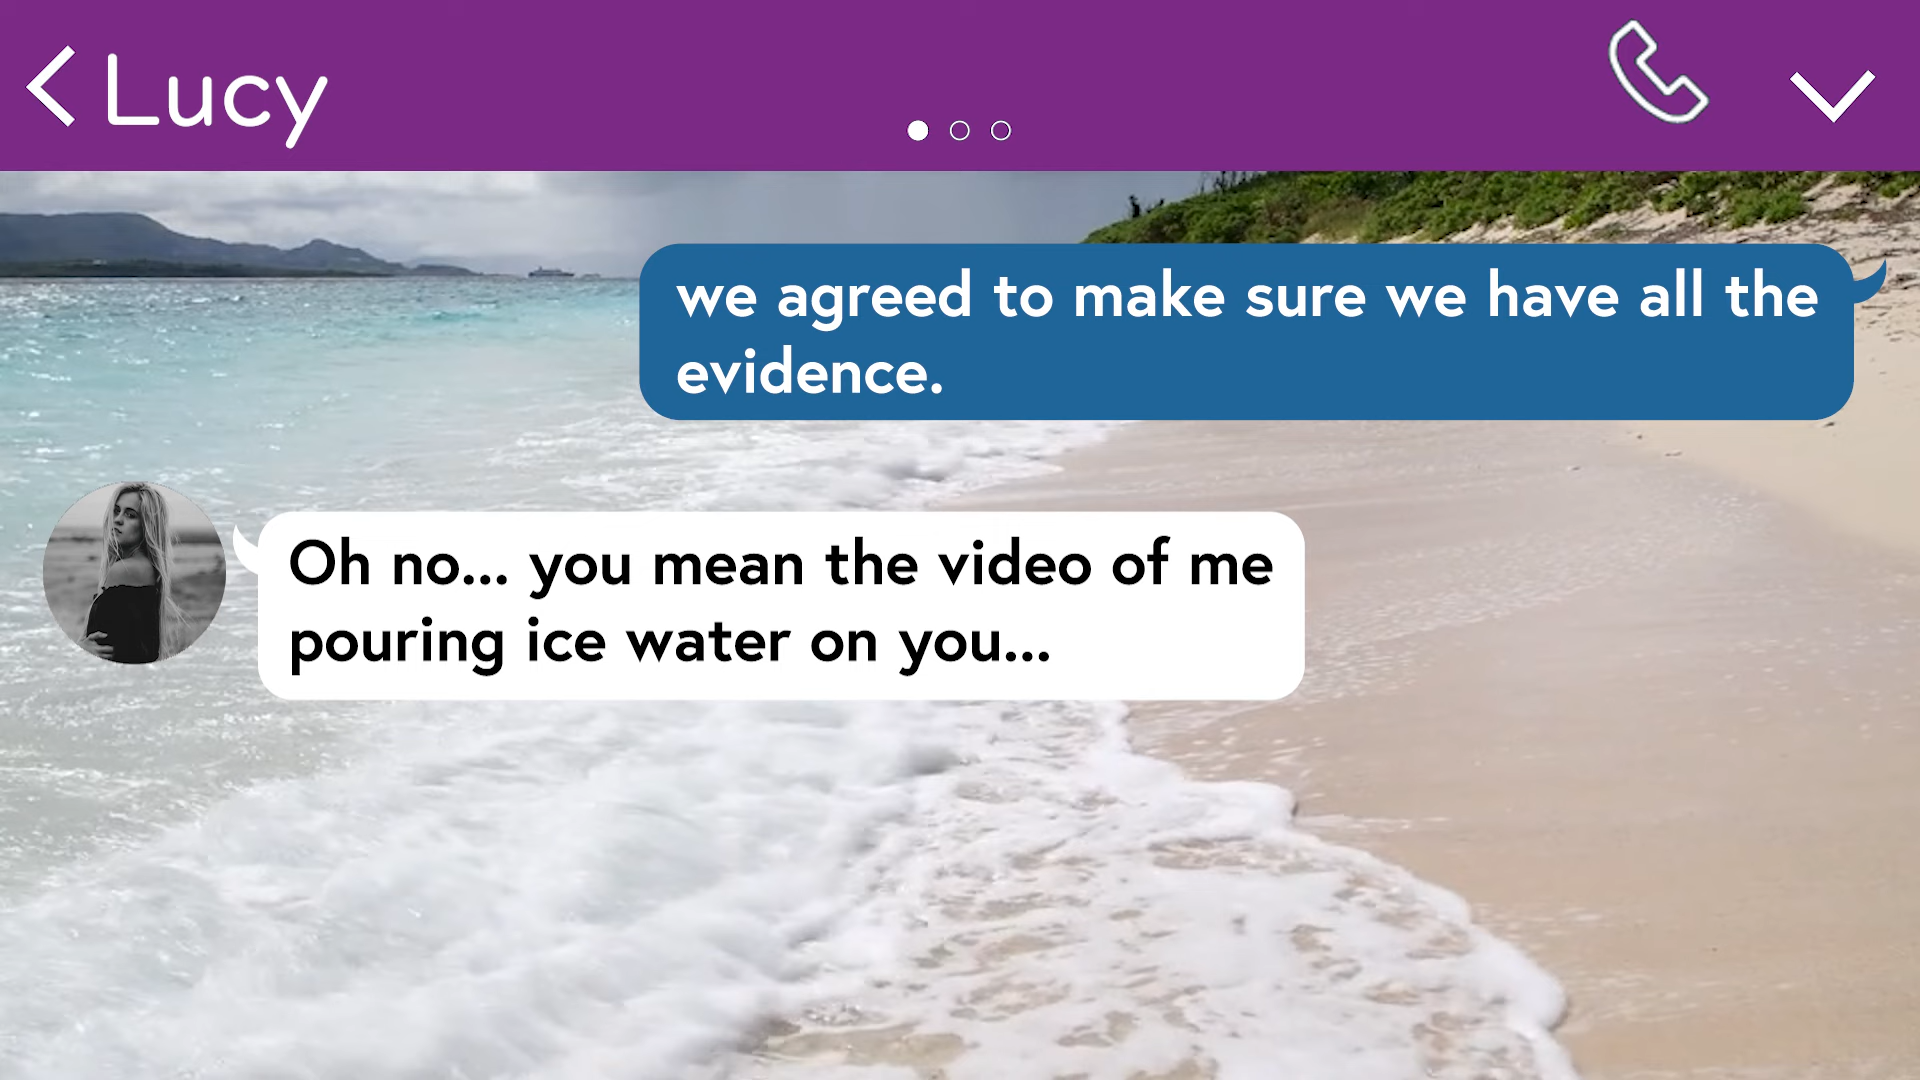 Lucy
we agreed to make sure we have all the
evidence.
Oh no... you mean the video of me
pouring ice water on you...